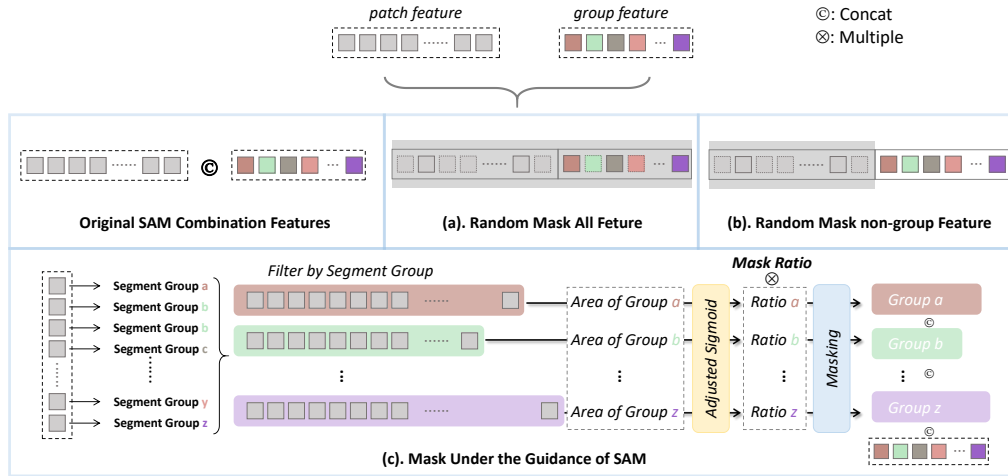 patch feature
group feature
©: Concat
⊗: Multiple
...... ...
©
Original SAM Combination Features
(a). Random Mask All Feture
(b). Random Mask non-group Feature
Segment Group a
Segment Group b
Segment Group b
Segment Group c
Segment Group y
Segment Group z
Filter by Segment Group
Area of Group a
Area of Group b
Area of Group z
Adjusted Sigmoid
Mask Ratio
⊗
Ratio a
Ratio b
Ratio z
Masking
Group a
©
Group b
©
Group z
©
(c). Mask Under the Guidance of SAM